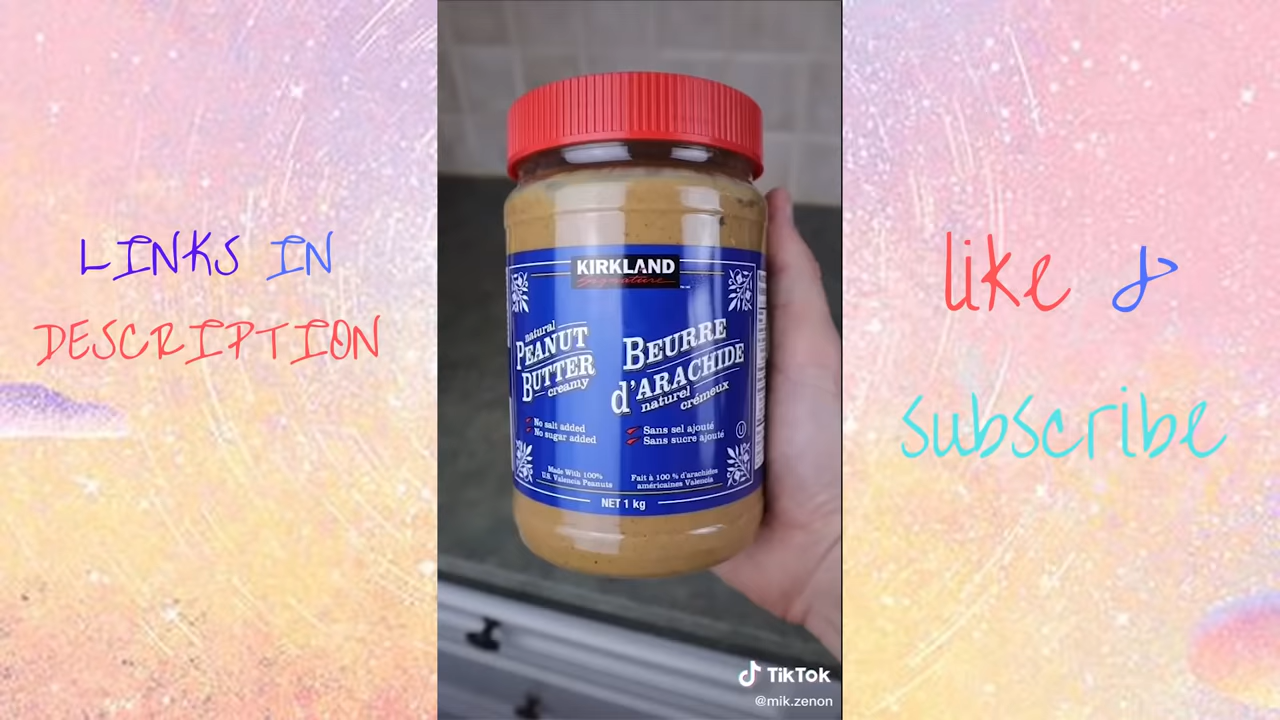 LINKS IN
DESCRIPTION
KIRKLAND
Signature
natural
PEANUT
BUTTER
creamy
No salt added
No sugar added
Made With 100%
U.S. Valencia Peanuts
BEURRE
d'ARACHIDE
naturel crémeux
Sans sel ajouté
Sans sucre ajouté
Fait à 100 % d'arachides
américaines Valencia
U
NET 1 kg
TikTok
@mik.zenon
like &
subscribe